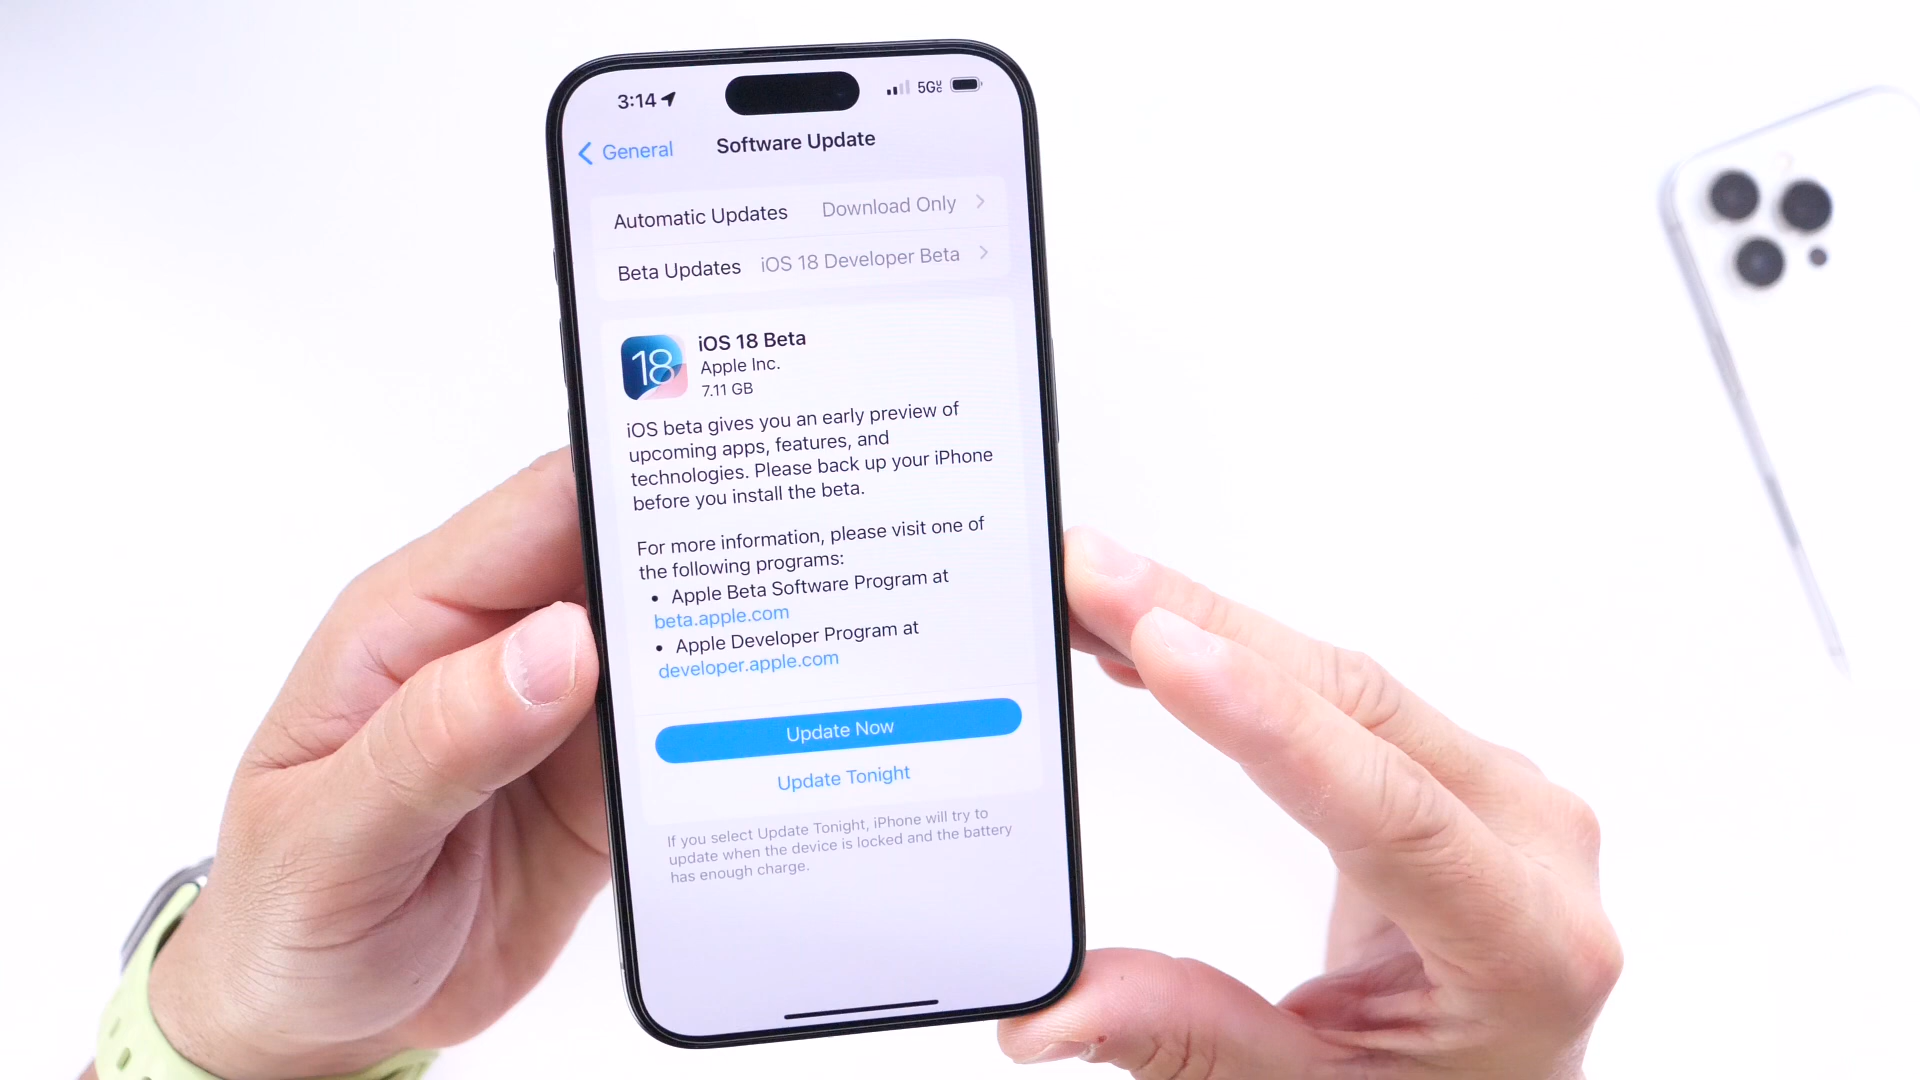 3:14
5G UC
General
Software Update
Automatic Updates Download Only
Beta Updates iOS 18 Developer Beta
18
iOS 18 Beta
Apple Inc.
7.11 GB
iOS beta gives you an early preview of
upcoming apps, features, and
technologies. Please back up your iPhone
before you install the beta.
For more information, please visit one of
the following programs:
• Apple Beta Software Program at
beta.apple.com
• Apple Developer Program at
developer.apple.com
Update Now
Update Tonight
If you select Update Tonight, iPhone will try to
update when the device is locked and the battery
has enough charge.